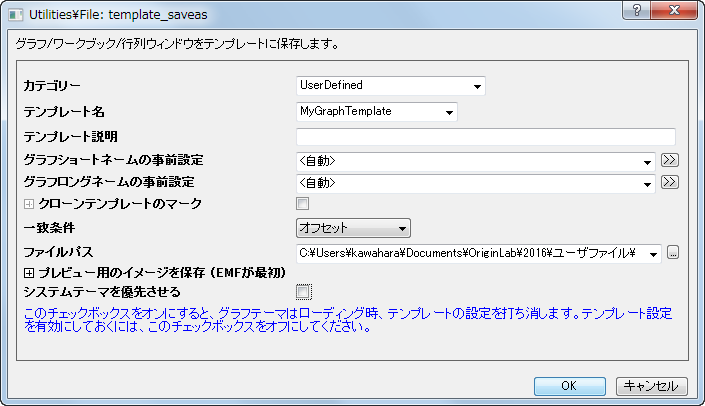 Utilities¥File: template_saveas
グラフ/ワークブック/行列ウィンドウをテンプレートに保存します。
カテゴリー UserDefined
テンプレート名 MyGraphTemplate
テンプレート説明
グラフショートネームの事前設定 <自動> >>
グラフロングネームの事前設定 <自動> >>
クローンテンプレートのマーク
一致条件 オフセット
ファイルパス C:¥Users¥kawahara¥Documents¥OriginLab¥2016¥ユーザファイル¥ ...
プレビュー用のイメージを保存 (EMFが最初)
システムテーマを優先させる
このチェックボックスをオンにすると、グラフテーマはローディング時、テンプレートの設定を打ち消します。テンプレート設定
を有効にしておくには、このチェックボックスをオフにしてください。
OK キャンセル